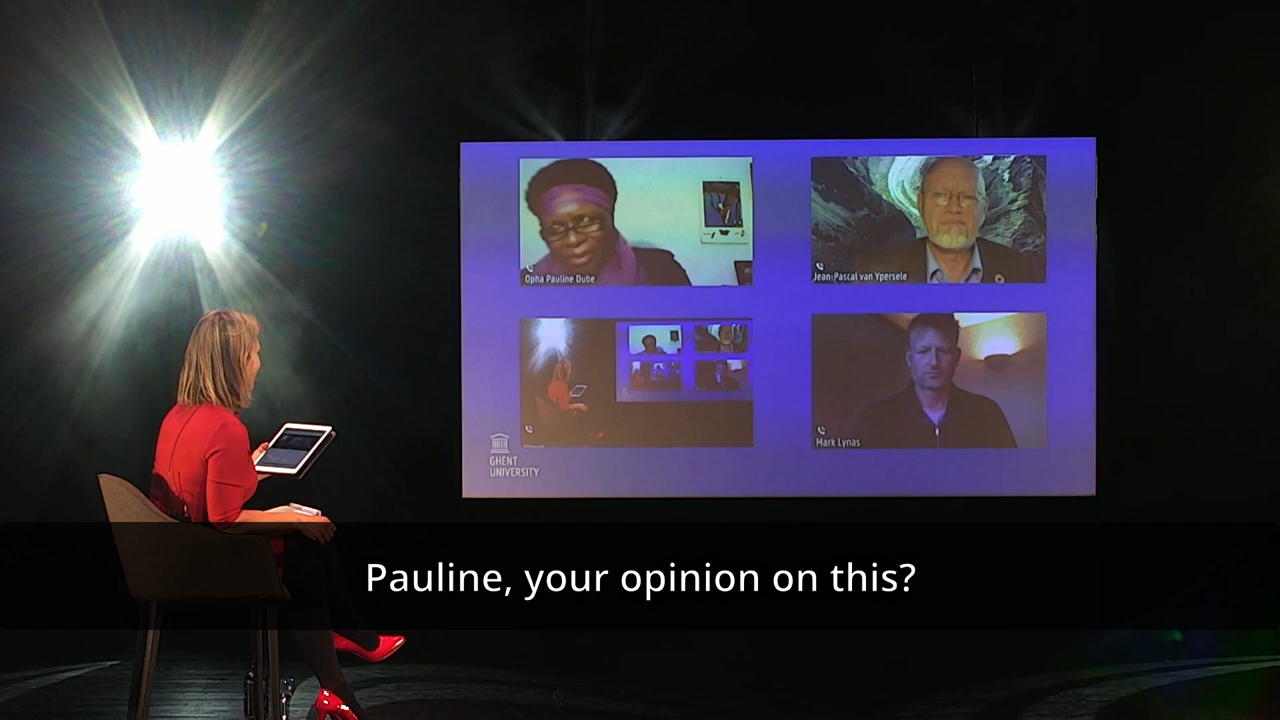 Opha Pauline Dube
Jean-Pascal van Ypersele
Mark Lynas
GHENT
UNIVERSITY
Pauline, your opinion on this?